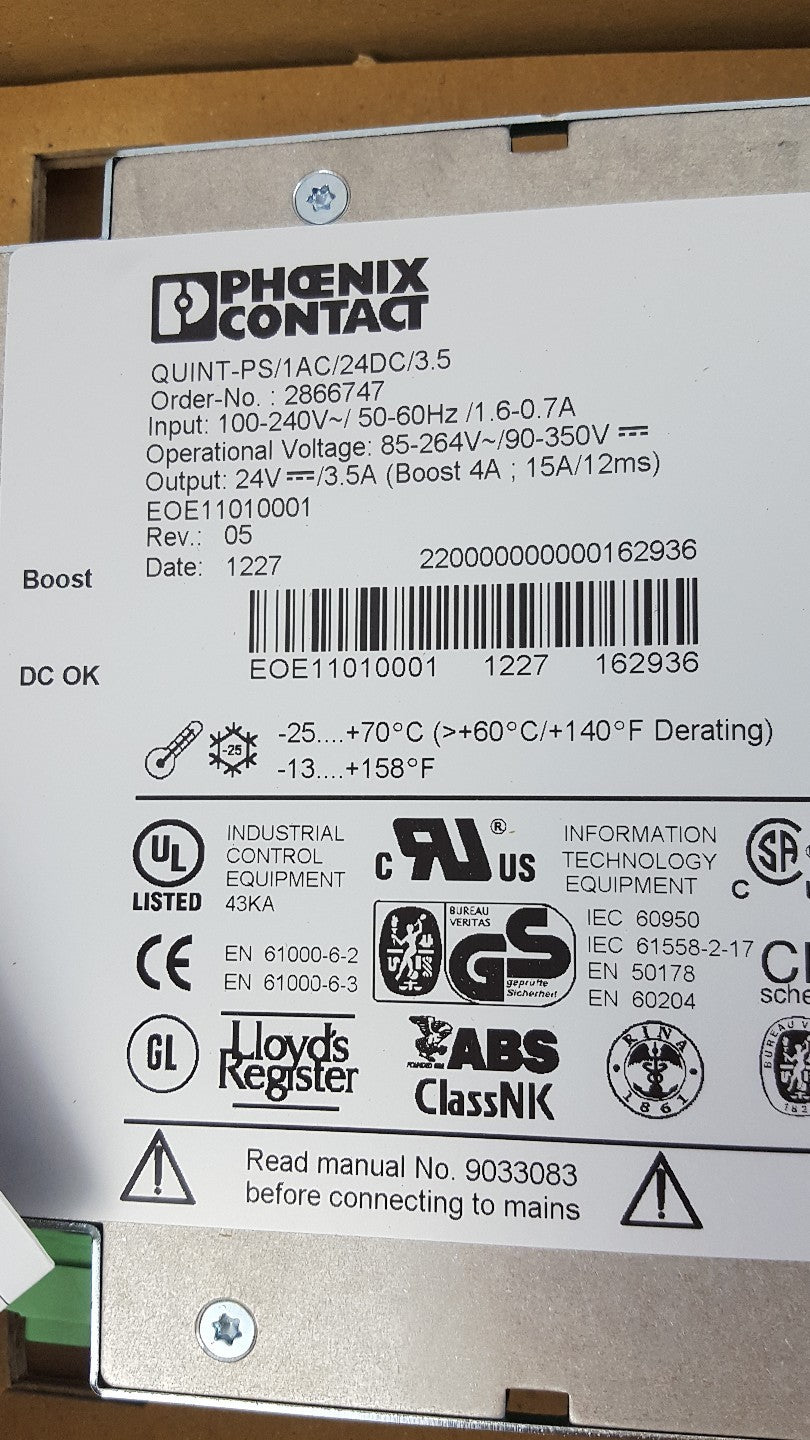 PHŒNIX
CONTACT
QUINT-PS/1AC/24DC/3.5
Order-No. : 2866747
Input: 100-240V~/ 50-60Hz /1.6-0.7A
Operational Voltage: 85-264V~/90-350V ⎓
Output: 24V⎓/3.5A (Boost 4A ; 15A/12ms)
EOE11010001
Rev.: 05
Date: 1227 220000000000162936
Boost
EOE11010001 1227 162936
DC OK
-25....+70°C (>+60°C/+140°F Derating)
-25
-13....+158°F
UL LISTED
INDUSTRIAL
CONTROL
EQUIPMENT
43KA
C RU US ®
INFORMATION
TECHNOLOGY
EQUIPMENT
C SA
CE
EN 61000-6-2
EN 61000-6-3
BUREAU
VERITAS
GS
geprüfte
Sicherheit
IEC 60950
IEC 61558-2-17
EN 50178
EN 60204
GL
Lloyd's
Register
ABS
ClassNK
RINA
1861
BUREAU
Read manual No. 9033083
before connecting to mains